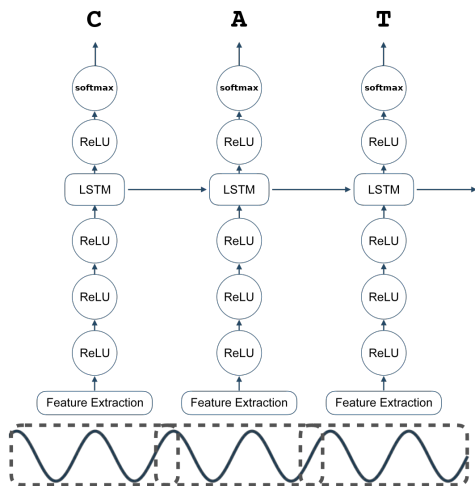 C A T
softmax softmax softmax
ReLU ReLU ReLU
LSTM LSTM LSTM
ReLU ReLU ReLU
ReLU ReLU ReLU
ReLU ReLU ReLU
Feature Extraction Feature Extraction Feature Extraction